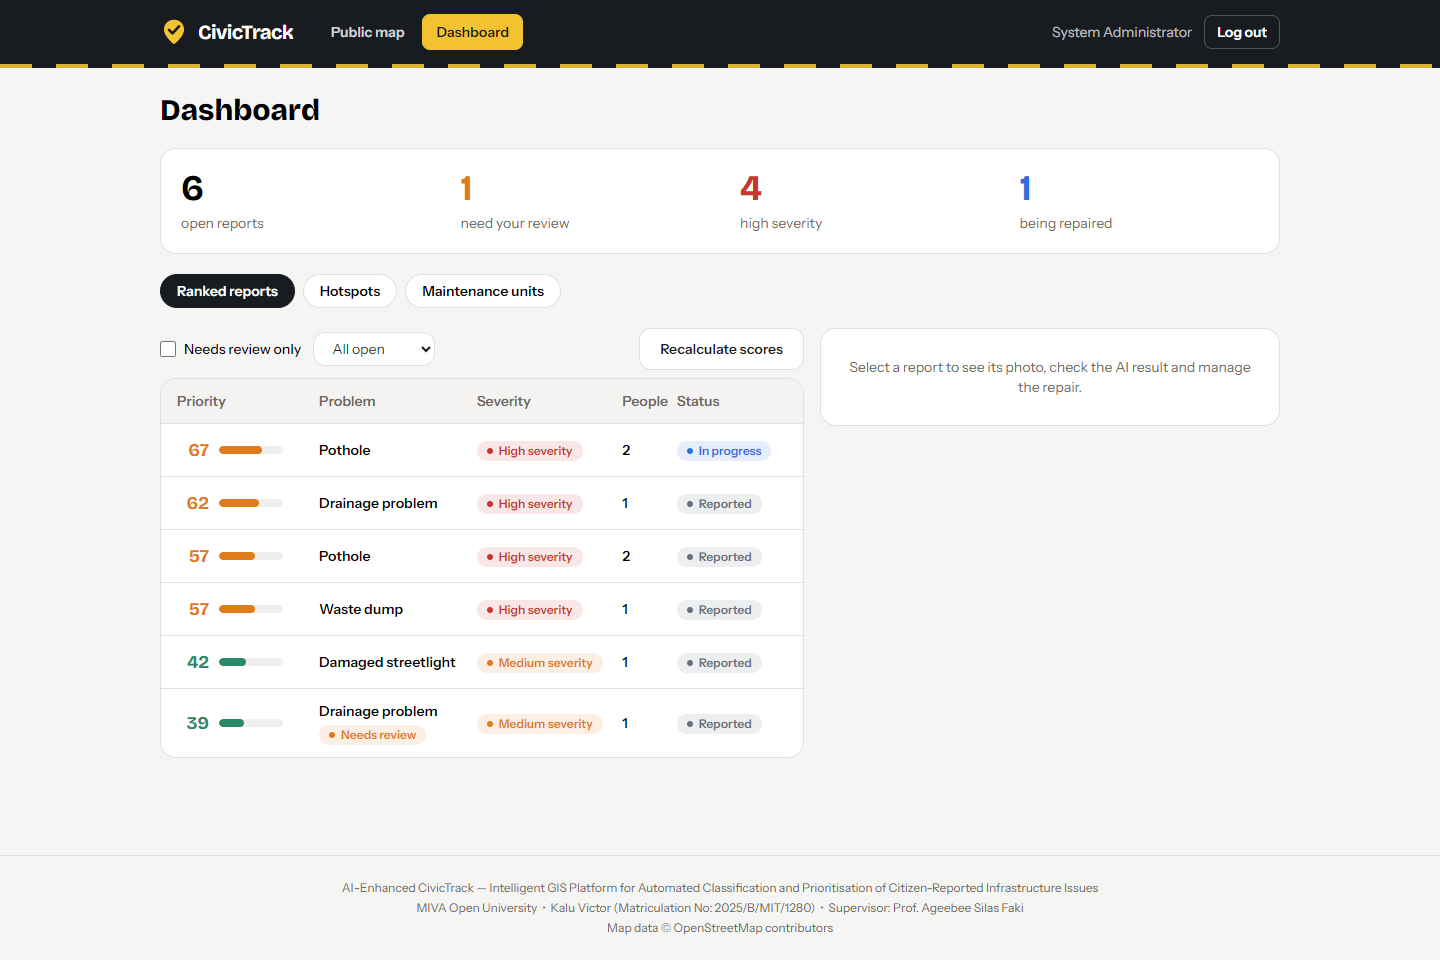 CivicTrack
Public map
Dashboard
System Administrator
Log out
Dashboard
6
open reports
1
need your review
4
high severity
1
being repaired
Ranked reports
Hotspots
Maintenance units
Needs review only
All open
Recalculate scores
Select a report to see its photo, check the AI result and manage
the repair.
Priority Problem Severity People Status
67 Pothole High severity 2 In progress
62 Drainage problem High severity 1 Reported
57 Pothole High severity 2 Reported
57 Waste dump High severity 1 Reported
42 Damaged streetlight Medium severity 1 Reported
39 Drainage problem Medium severity 1 Reported
Needs review
AI-Enhanced CivicTrack — Intelligent GIS Platform for Automated Classification and Prioritisation of Citizen-Reported Infrastructure Issues
MIVA Open University · Kalu Victor (Matriculation No: 2025/B/MIT/1280) · Supervisor: Prof. Ageebee Silas Faki
Map data © OpenStreetMap contributors